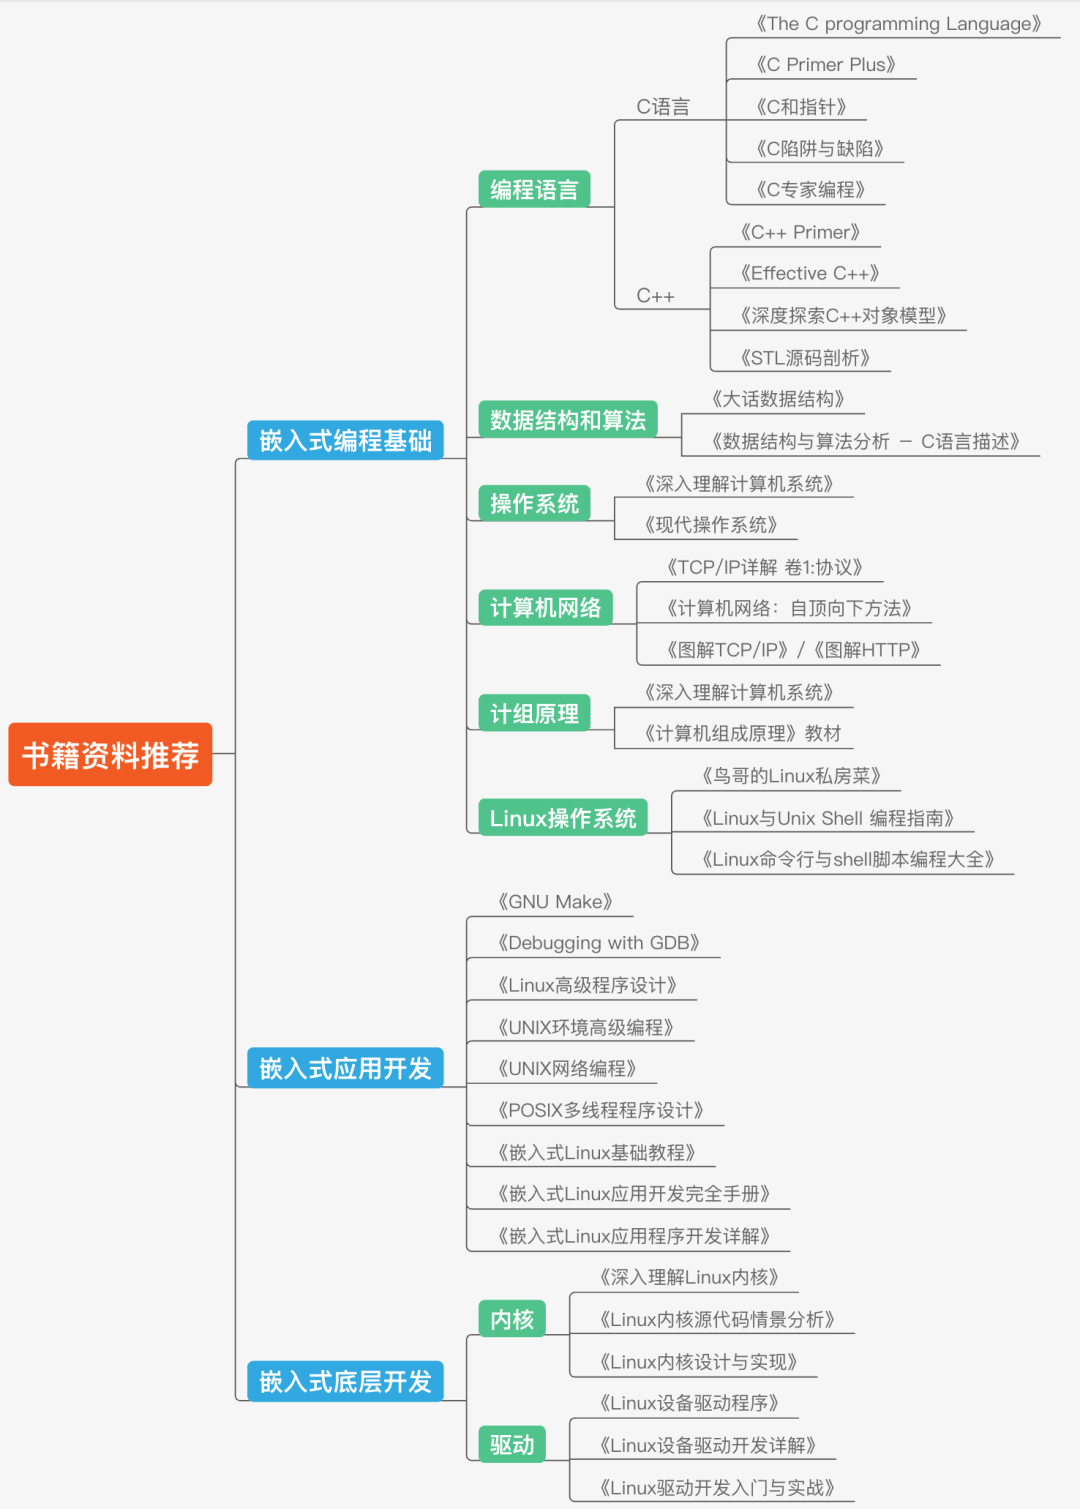 书籍资料推荐
嵌入式编程基础
编程语言
C语言
《The C programming Language》
《C Primer Plus》
《C和指针》
《C陷阱与缺陷》
《C专家编程》
C++
《C++ Primer》
《Effective C++》
《深度探索C++对象模型》
《STL源码剖析》
数据结构和算法
《大话数据结构》
《数据结构与算法分析 – C语言描述》
操作系统
《深入理解计算机系统》
《现代操作系统》
计算机网络
《TCP/IP详解 卷1:协议》
《计算机网络：自顶向下方法》
《图解TCP/IP》/《图解HTTP》
计组原理
《深入理解计算机系统》
《计算机组成原理》教材
Linux操作系统
《鸟哥的Linux私房菜》
《Linux与Unix Shell 编程指南》
《Linux命令行与shell脚本编程大全》
嵌入式应用开发
《GNU Make》
《Debugging with GDB》
《Linux高级程序设计》
《UNIX环境高级编程》
《UNIX网络编程》
《POSIX多线程程序设计》
《嵌入式Linux基础教程》
《嵌入式Linux应用开发完全手册》
《嵌入式Linux应用程序开发详解》
嵌入式底层开发
内核
《深入理解Linux内核》
《Linux内核源代码情景分析》
《Linux内核设计与实现》
驱动
《Linux设备驱动程序》
《Linux设备驱动开发详解》
《Linux驱动开发入门与实战》